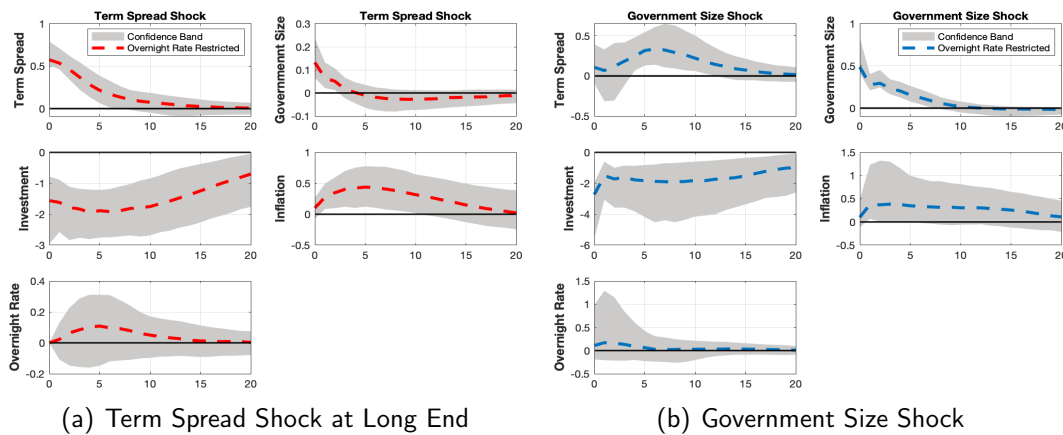 Term Spread Shock
Term Spread Shock
Government Size Shock
Government Size Shock
Term Spread
1
0.5
0
0 5 10 15 20
Confidence Band
Overnight Rate Restricted
Government Size
0.3
0.2
0.1
0
-0.1
0 5 10 15 20
Term Spread
0.5
0
-0.5
0 5 10 15 20
Government Size
1
0.5
0
0 5 10 15 20
Confidence Band
Overnight Rate Restricted
Investment
0
-1
-2
-3
0 5 10 15 20
Inflation
1
0.5
0
-0.5
0 5 10 15 20
Investment
0
-2
-4
-6
0 5 10 15 20
Inflation
1.5
1
0.5
0
-0.5
0 5 10 15 20
Overnight Rate
0.4
0.2
0
-0.2
0 5 10 15 20
Overnight Rate
1.5
1
0.5
0
-0.5
0 5 10 15 20
(a) Term Spread Shock at Long End
(b) Government Size Shock